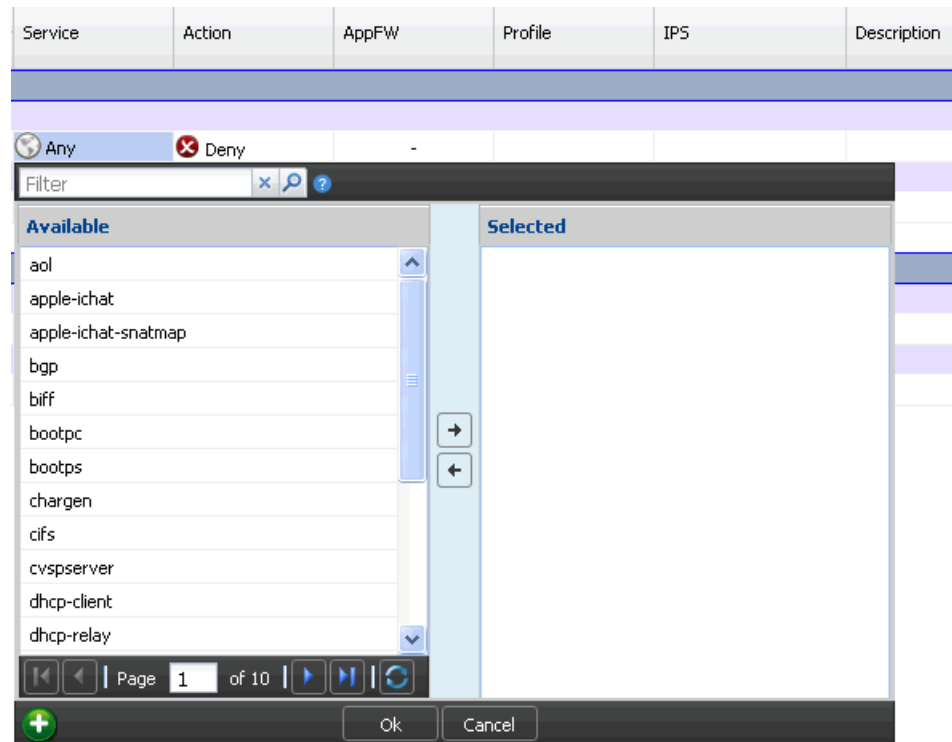 Service Action AppFW Profile IPS Description
Any Deny -
Filter
Available Selected
aol
apple-ichat
apple-ichat-snatmap
bgp
biff
bootpc
bootps
chargen
cifs
cvspserver
dhcp-client
dhcp-relay
Page 1 of 10
Ok Cancel